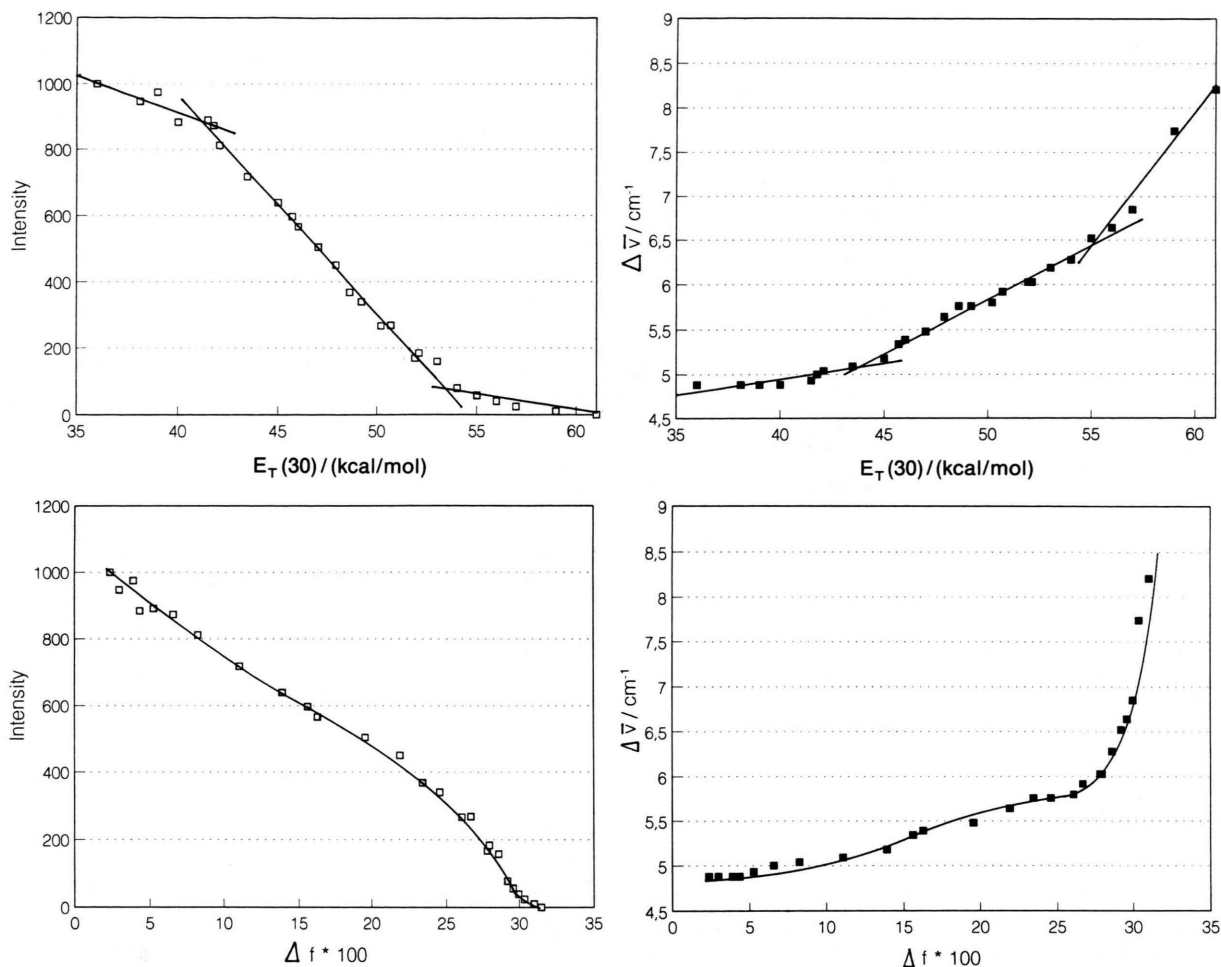 1200
1000
800
600
400
200
0
Intensity
35 40 45 50 55 60
E_T (30) / (kcal/mol)
9
8,5
8
7,5
7
6,5
6
5,5
5
4,5
Δ ν̅ / cm⁻¹
35 40 45 50 55 60
E_T (30) / (kcal/mol)
1200
1000
800
600
400
200
0
Intensity
0 5 10 15 20 25 30 35
Δ f * 100
9
8,5
8
7,5
7
6,5
6
5,5
5
4,5
Δ ν̅ / cm⁻¹
0 5 10 15 20 25 30 35
Δ f * 100